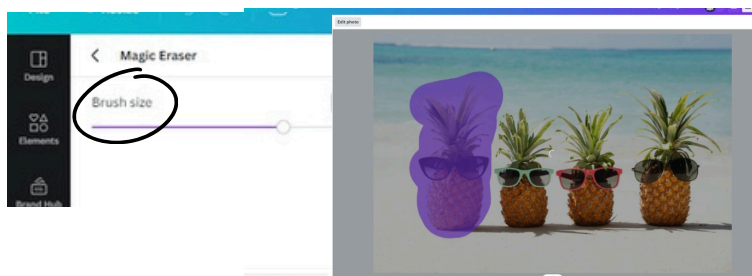 Magic Eraser
Design
Brush size
Elements
Brand Hub
Edit photo